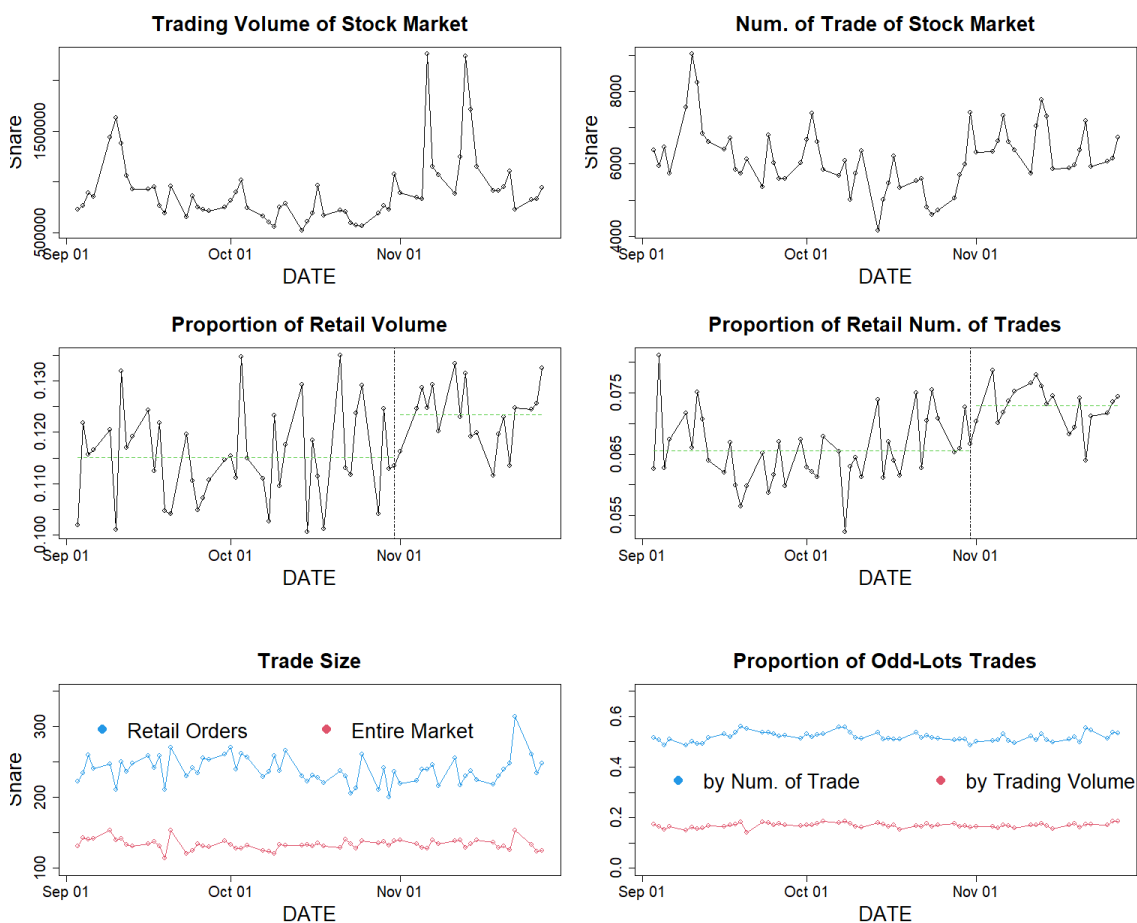 Trading Volume of Stock Market
Share
500000 1500000
Sep 01 Oct 01 Nov 01
DATE
Num. of Trade of Stock Market
Share
4000 6000 8000
Sep 01 Oct 01 Nov 01
DATE
Proportion of Retail Volume
0.100 0.110 0.120 0.130
Sep 01 Oct 01 Nov 01
DATE
Proportion of Retail Num. of Trades
0.055 0.065 0.075
Sep 01 Oct 01 Nov 01
DATE
Trade Size
Share
100 200 300
Retail Orders Entire Market
Sep 01 Oct 01 Nov 01
DATE
Proportion of Odd-Lots Trades
0.0 0.2 0.4 0.6
by Num. of Trade by Trading Volume
Sep 01 Oct 01 Nov 01
DATE